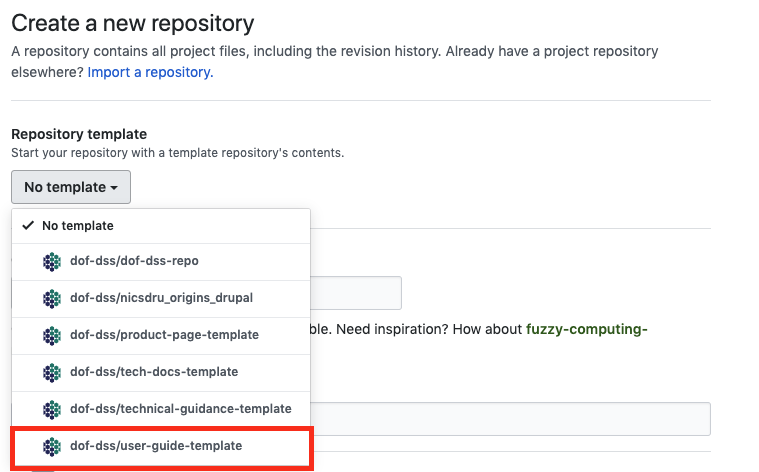 Create a new repository
A repository contains all project files, including the revision history. Already have a project repository
elsewhere? Import a repository.
Repository template
Start your repository with a template repository's contents.
No template
No template
dof-dss/dof-dss-repo
dof-dss/nicsdru_origins_drupal
dof-dss/product-page-template
ble. Need inspiration? How about fuzzy-computing-
dof-dss/tech-docs-template
dof-dss/technical-guidance-template
dof-dss/user-guide-template